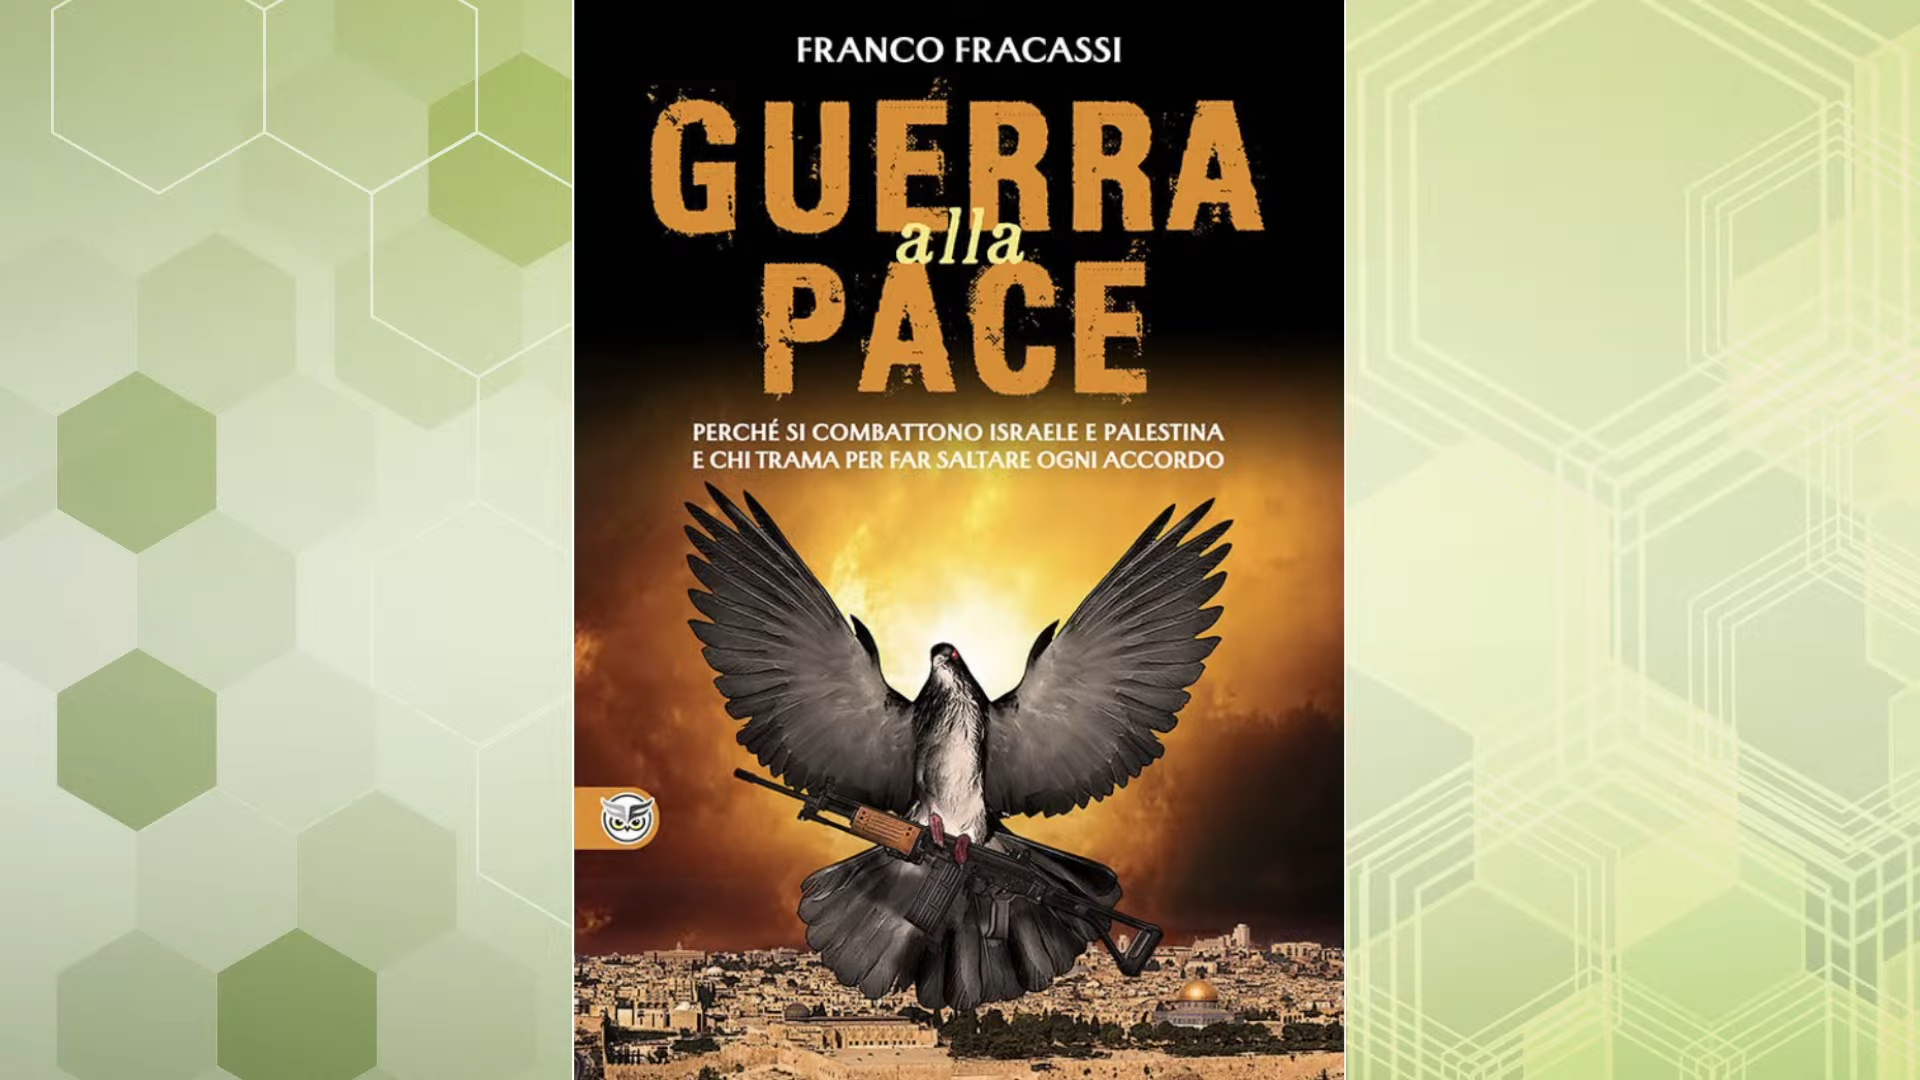 FRANCO FRACASSI
GUERRA
alla
PACE
PERCHÉ SI COMBATTONO ISRAELE E PALESTINA
E CHI TRAMA PER FAR SALTARE OGNI ACCORDO